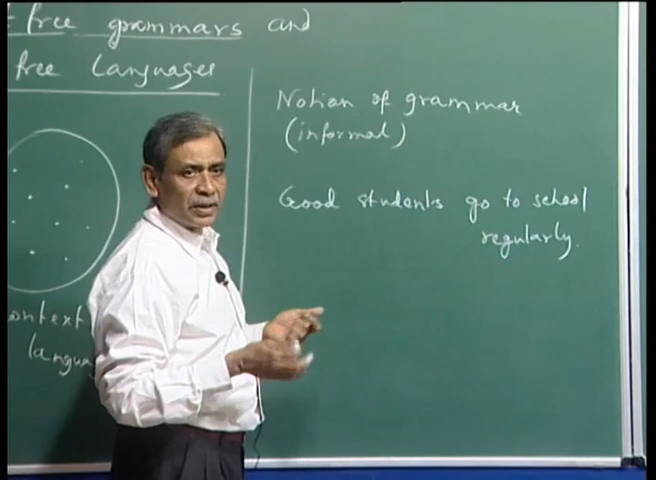 free grammars and
free Languages
Notion of grammar
(informal)
Good students go to school
regularly.
ontext
langua